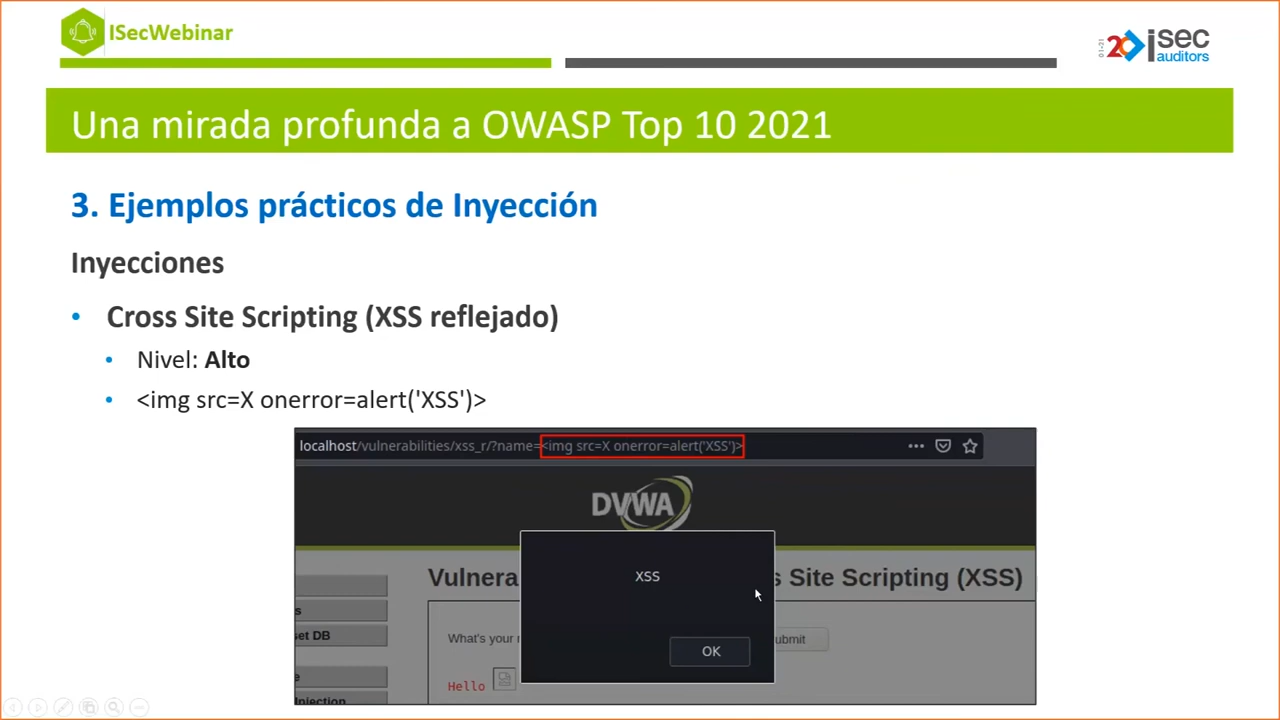 ISecWebinar
20 isec
auditors
Una mirada profunda a OWASP Top 10 2021
3. Ejemplos prácticos de Inyección
Inyecciones
• Cross Site Scripting (XSS reflejado)
• Nivel: Alto
• <img src=X onerror=alert('XSS')>
localhost/vulnerabilities/xss_r/?name=<img src=X onerror=alert('XSS')>
DVWA
XSS
Vulnera
s Site Scripting (XSS)
s
set DB
What's your
ubmit
OK
e
Hello
Injection